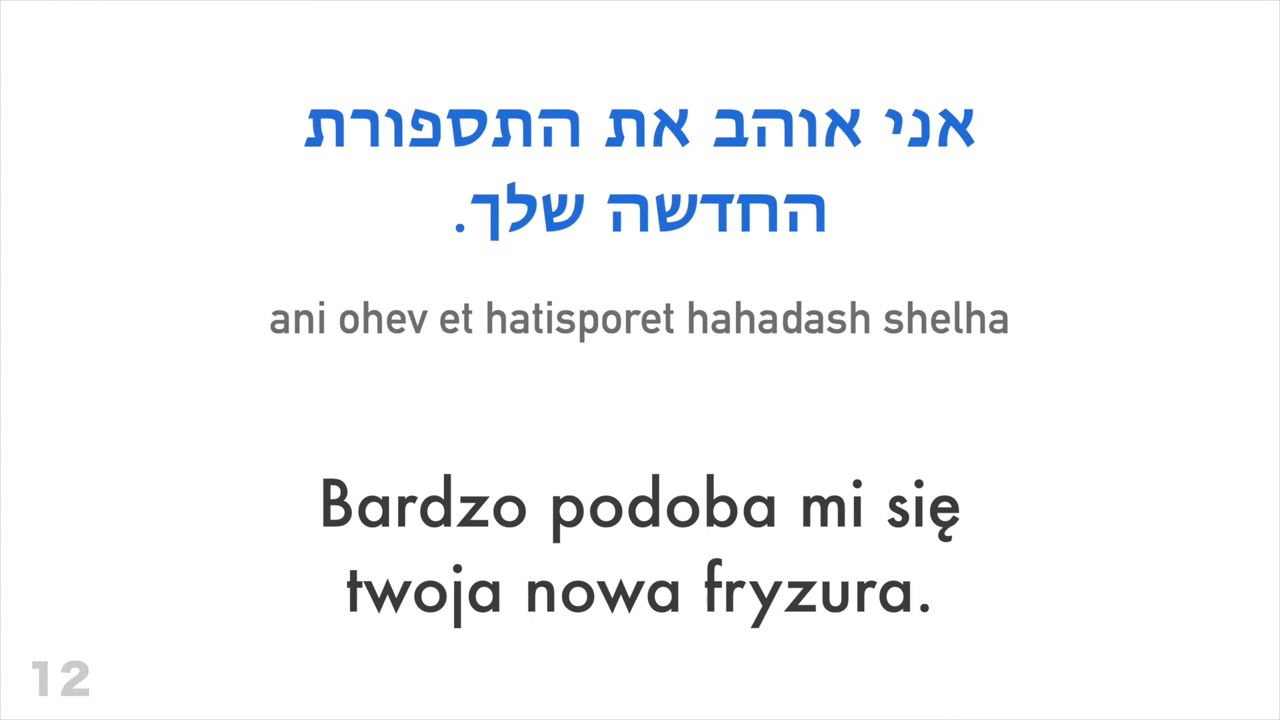 אני אוהב את התספורת
החדשה שלך.
ani ohev et hatisporet hahadash shelha
Bardzo podoba mi się
twoja nowa fryzura.
12